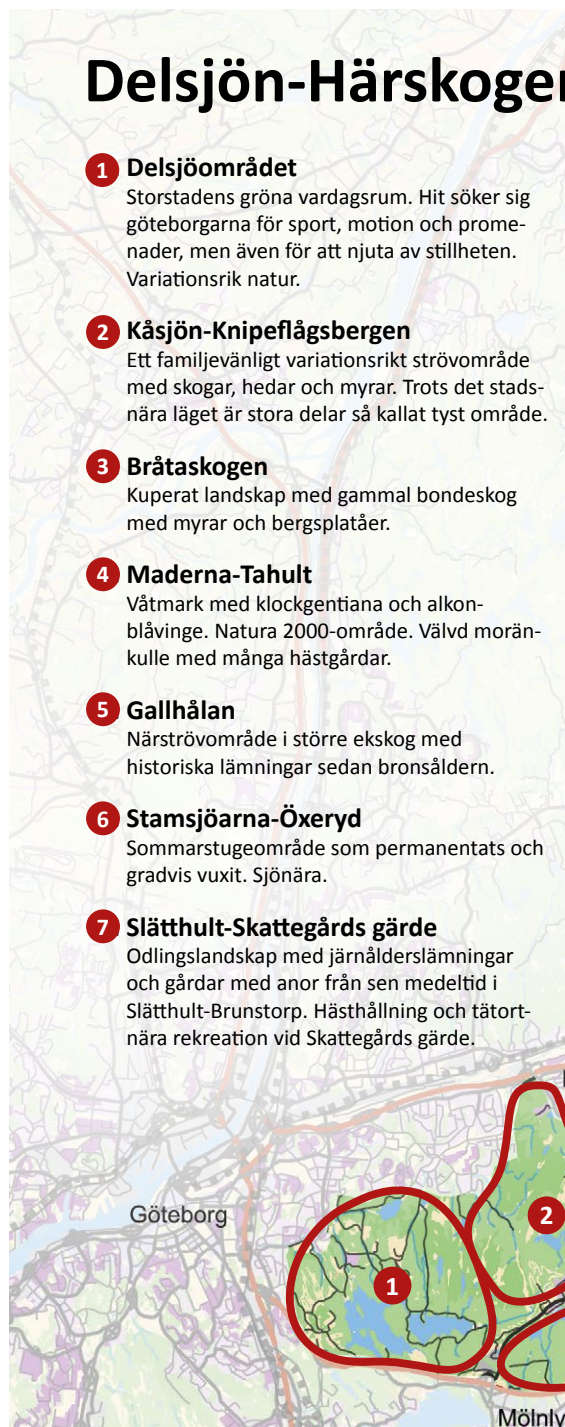 Delsjön-Härskogen
1 Delsjöområdet
Storstadens gröna vardagsrum. Hit söker sig
göteborgarna för sport, motion och prome-
nader, men även för att njuta av stillheten.
Variationsrik natur.
2 Kåsjön-Knipeflågsbergen
Ett familjevänligt variationsrikt strövområde
med skogar, hedar och myrar. Trots det stads-
nära läget är stora delar så kallat tyst område.
3 Bråtaskogen
Kuperat landskap med gammal bondeskog
med myrar och bergsplatåer.
4 Maderna-Tahult
Våtmark med klockgentiana och alkon-
blåvinge. Natura 2000-område. Välvd morän-
kulle med många hästgårdar.
5 Gallhålan
Närströvområde i större ekskog med
historiska lämningar sedan bronsåldern.
6 Stamsjöarna-Öxeryd
Sommarstugeområde som permanentats och
gradvis vuxit. Sjönära.
7 Slätthult-Skattegårds gärde
Odlingslandskap med järnålderslämningar
och gårdar med anor från sen medeltid i
Slätthult-Brunstorp. Hästhållning och tätort-
nära rekreation vid Skattegårds gärde.
Göteborg
2
1
Mölnly